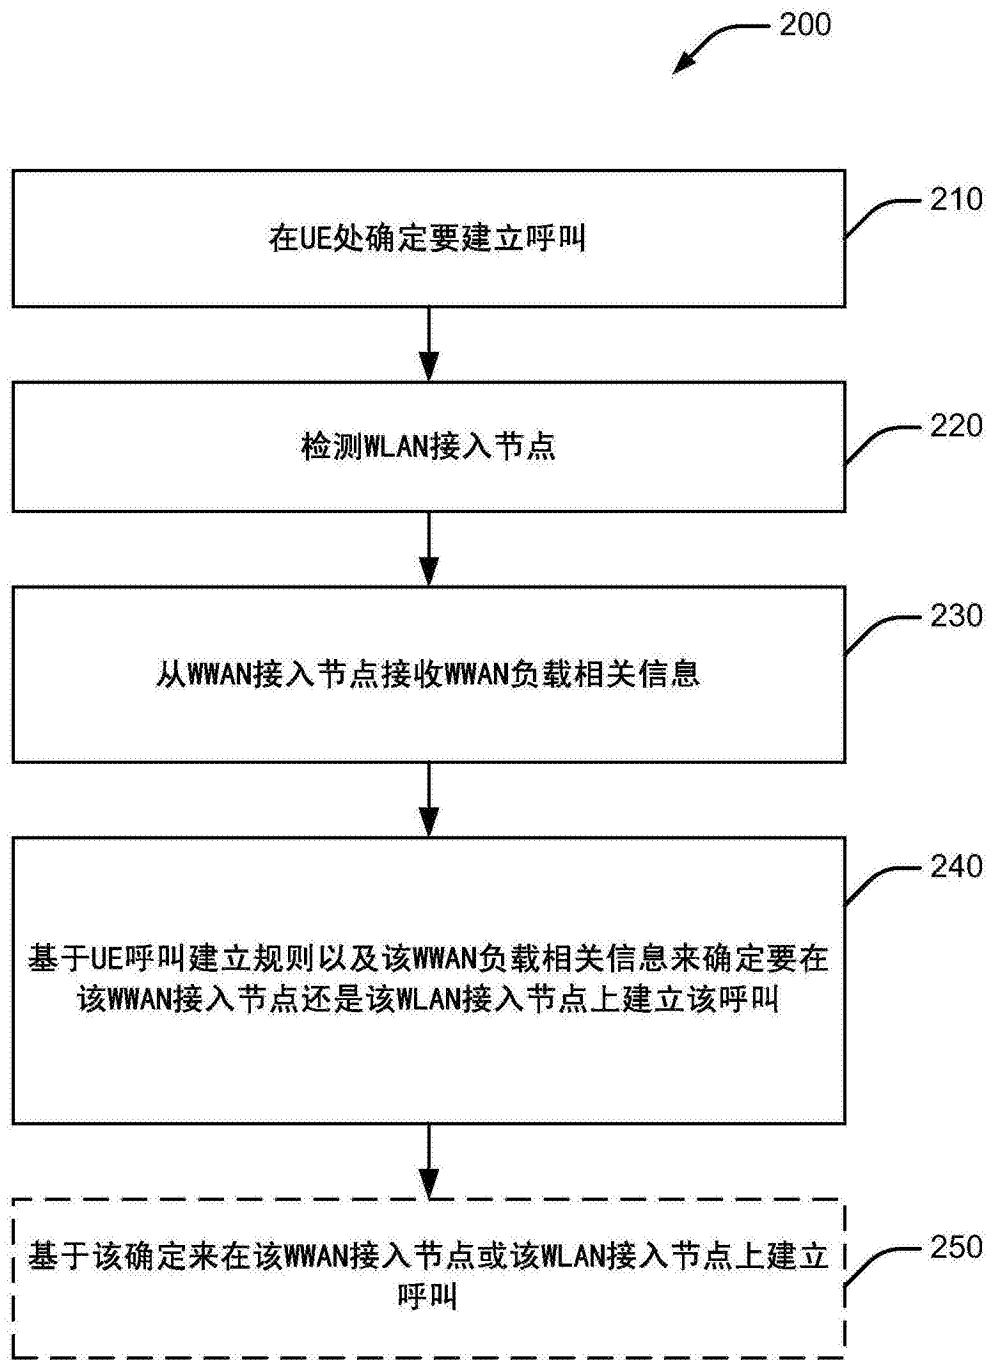 200
210
在UE处确定要建立呼叫
220
检测WLAN接入节点
230
从WWAN接入节点接收WWAN负载相关信息
240
基于UE呼叫建立规则以及该WWAN负载相关信息来确定要在
该WWAN接入节点还是该WLAN接入节点上建立该呼叫
250
基于该确定来在该WWAN接入节点或该WLAN接入节点上建立
呼叫